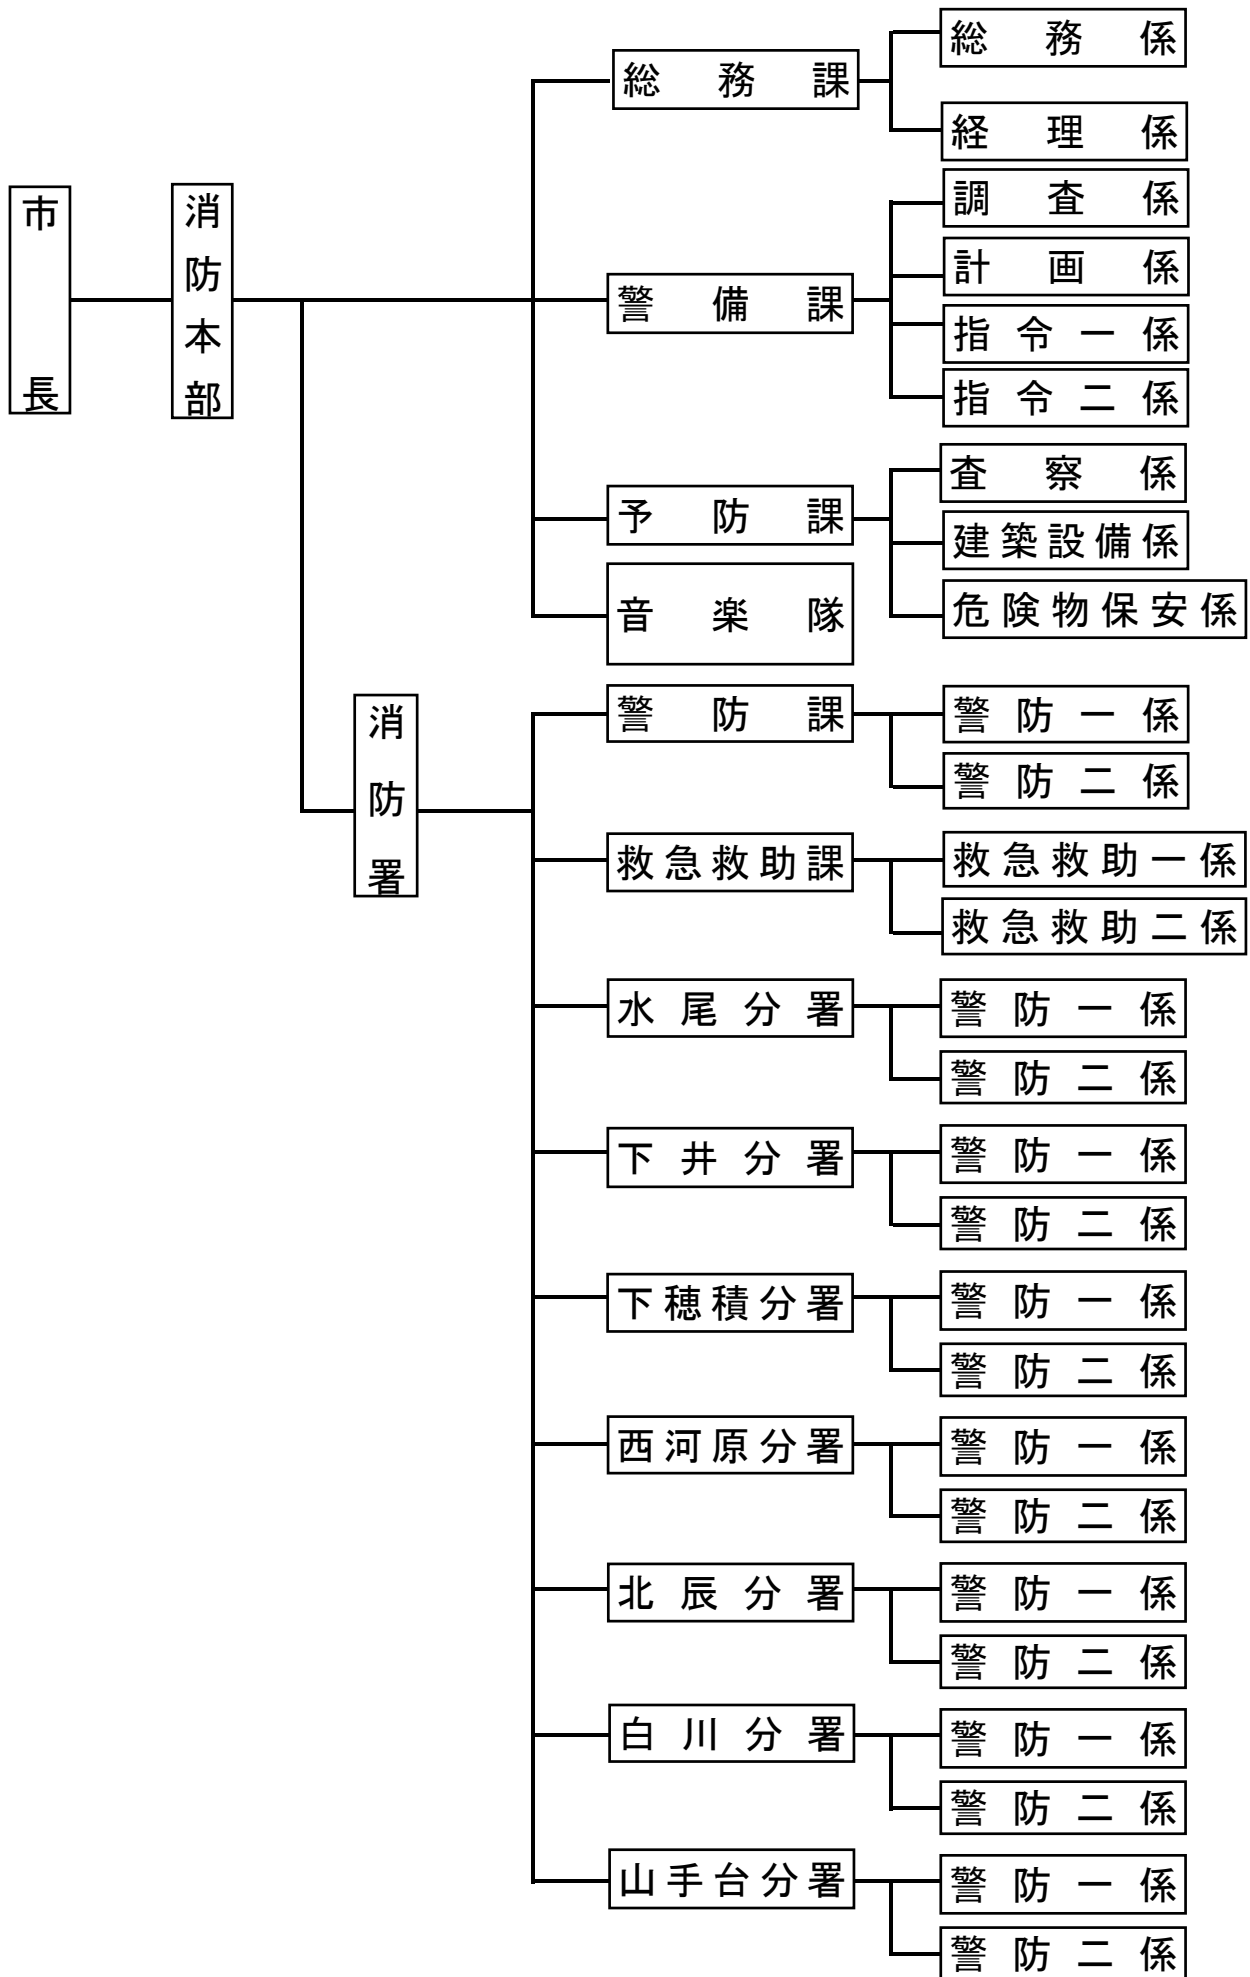 市長
消防本部
総務課
総務係
経理係
警備課
調査係
計画係
指令一係
指令二係
予防課
査察係
建築設備係
危険物保安係
音楽隊
消防署
警防課
警防一係
警防二係
救急救助課
救急救助一係
救急救助二係
水尾分署
警防一係
警防二係
下井分署
警防一係
警防二係
下穂積分署
警防一係
警防二係
西河原分署
警防一係
警防二係
北辰分署
警防一係
警防二係
白川分署
警防一係
警防二係
山手台分署
警防一係
警防二係